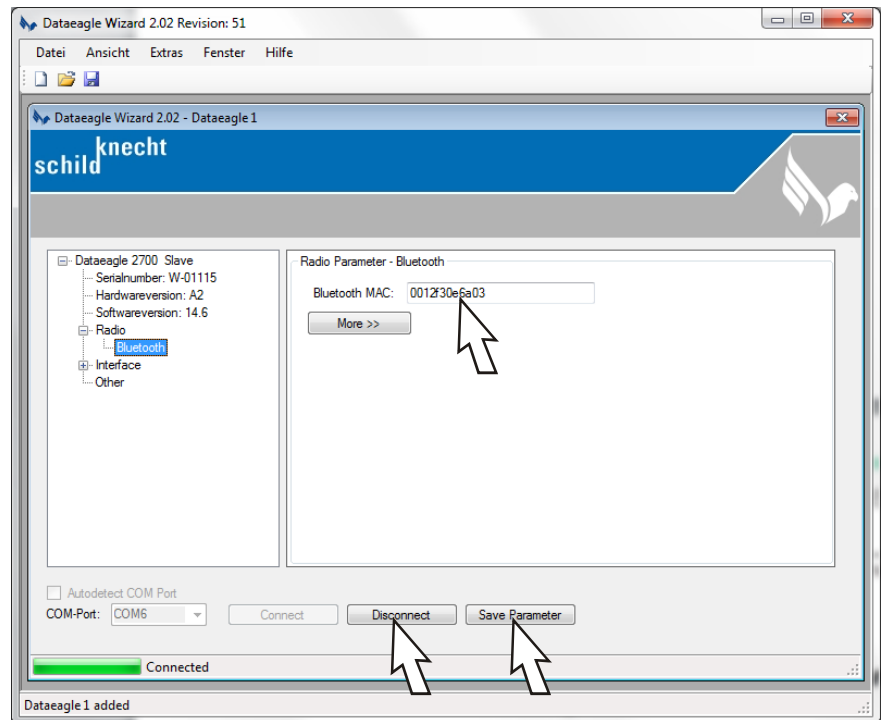 Dataeagle Wizard 2.02 Revision: 51
Datei Ansicht Extras Fenster Hilfe
Dataeagle Wizard 2.02 - Dataeagle 1
schildknecht
Dataeagle 2700 Slave
Serialnumber: W-01115
Hardwareversion: A2
Softwareversion: 14.6
Radio
Bluetooth
Interface
Other
Radio Parameter - Bluetooth
Bluetooth MAC: 0012f30e6a03
More >>
Autodetect COM Port
COM-Port: COM6 Connect Disconnect Save Parameter
Connected
Dataeagle 1 added